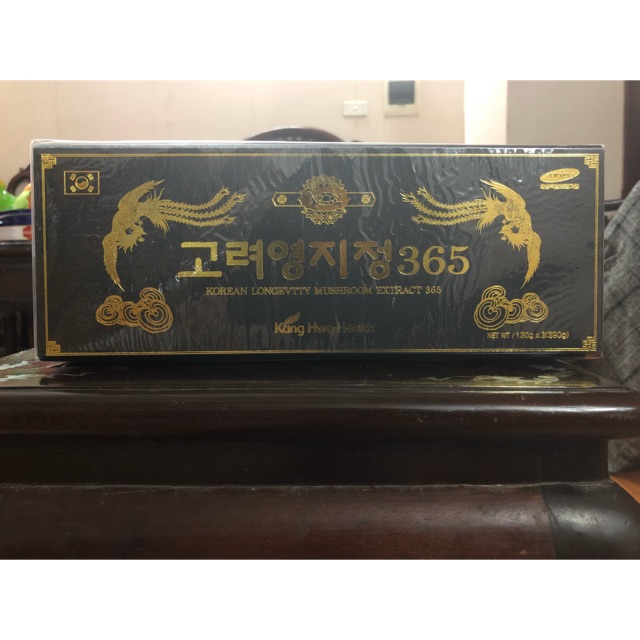 고려영지정365
KOREAN LONGEVTTY MUSHROOM EXTRACT 365
Kang Hwa Health
NET WT / 130g x 3(390g)